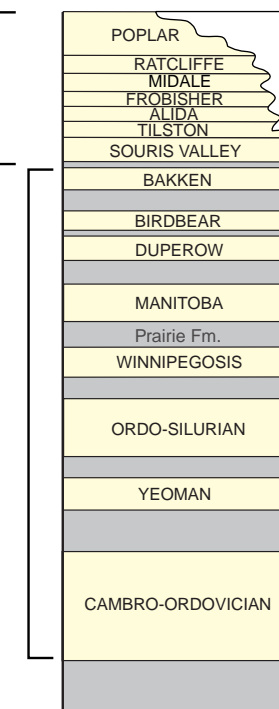 POPLAR
RATCLIFFE
MIDALE
FROBISHER
ALIDA
TILSTON
SOURIS VALLEY
BAKKEN
BIRDBEAR
DUPEROW
MANITOBA
Prairie Fm.
WINNIPEGOSIS
ORDO-SILURIAN
YEOMAN
CAMBRO-ORDOVICIAN